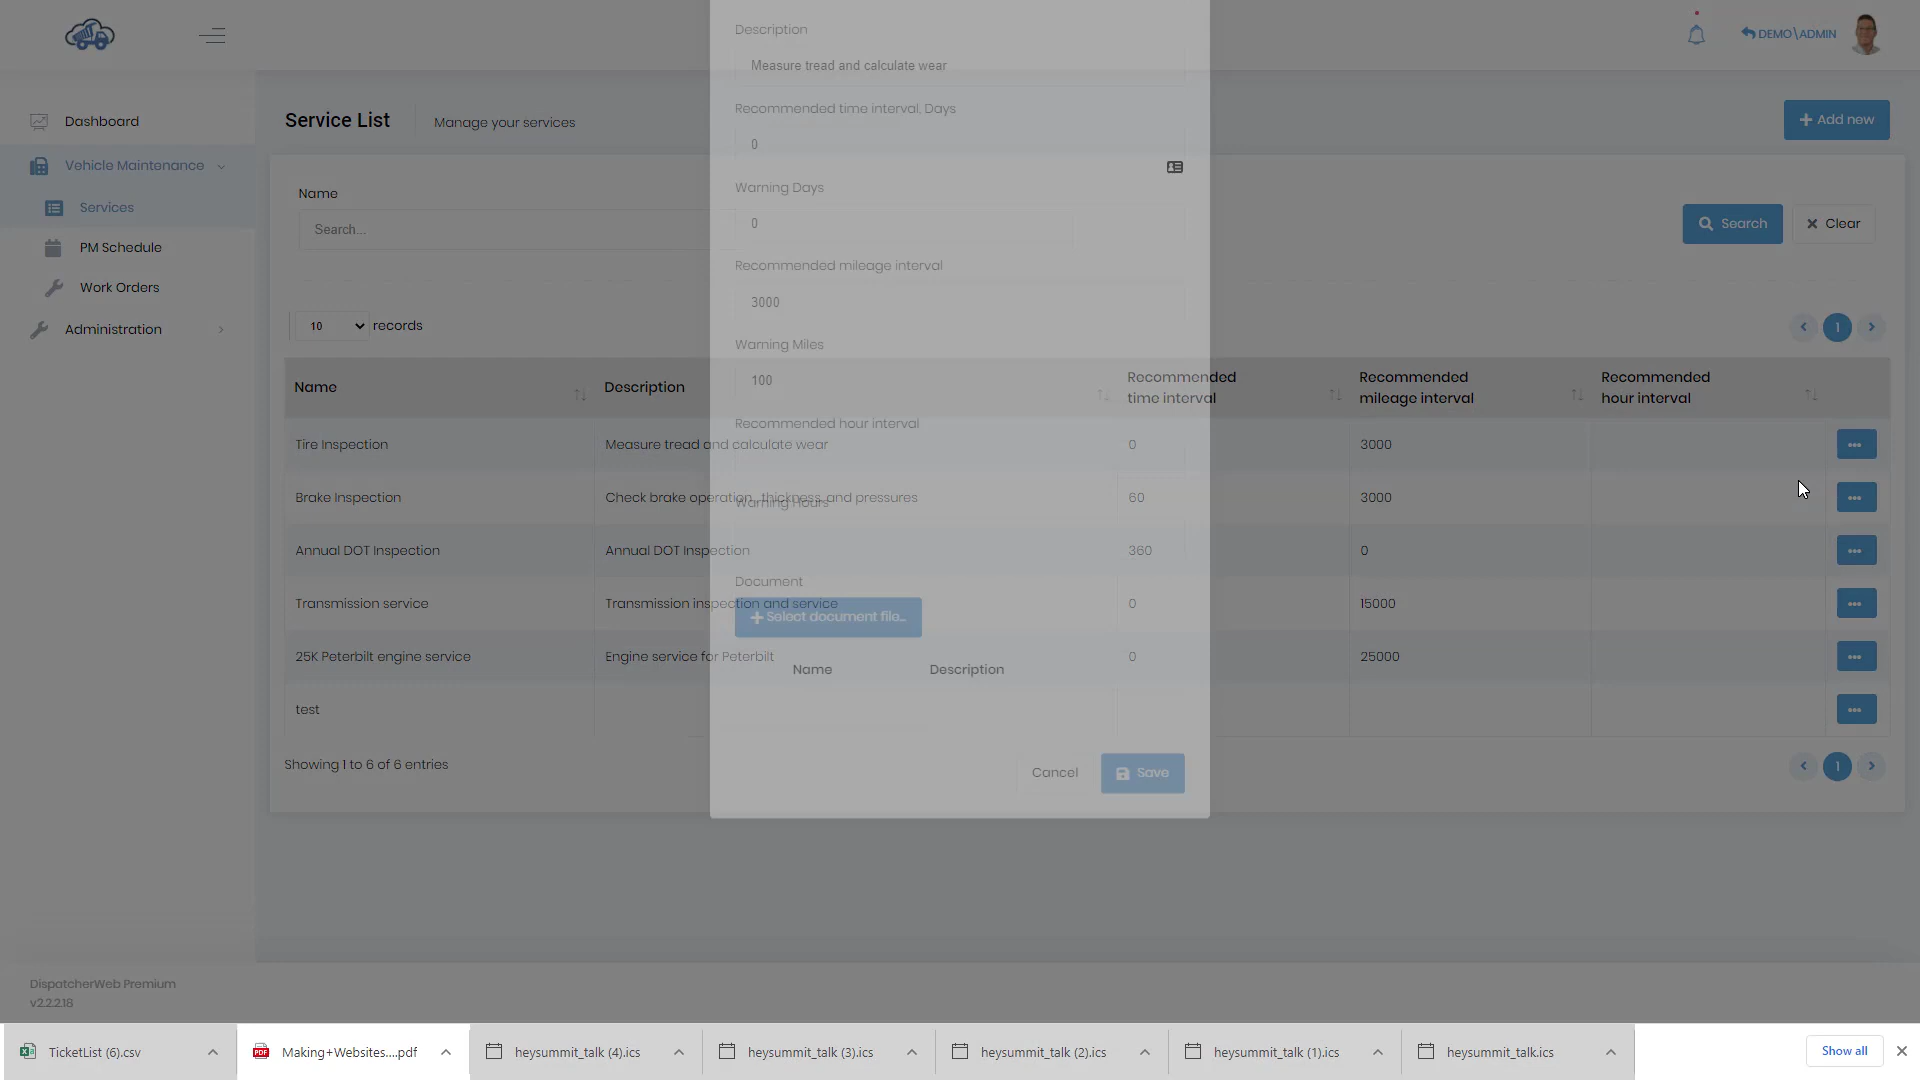 DEMO\ADMIN
Dashboard
Vehicle Maintenance
Services
PM Schedule
Work Orders
Administration
Service List
Manage your services
Add new
Name
Search...
Search
Clear
10 records
1
Name
Description
Recommended time interval
Recommended mileage interval
Recommended hour interval
Tire Inspection Measure tread and calculate wear 0 3000
Brake Inspection Check brake operation, thickness, and pressures 60 3000
Annual DOT Inspection Annual DOT Inspection 360 0
Transmission service Transmission inspection and service 0 15000
25K Peterbilt engine service Engine service for Peterbilt 0 25000
test
Showing 1 to 6 of 6 entries
1
Description
Measure tread and calculate wear
Recommended time interval, Days
0
Warning Days
0
Recommended mileage interval
3000
Warning Miles
100
Recommended hour interval
Warning Hours
Document
Select document file...
Name Description
Cancel
Save
DispatcherWeb Premium
v2.2.2.18
TicketList (6).csv
PDF
Making+Websites....pdf
heysummit_talk (4).ics
heysummit_talk (3).ics
heysummit_talk (2).ics
heysummit_talk (1).ics
heysummit_talk.ics
Show all